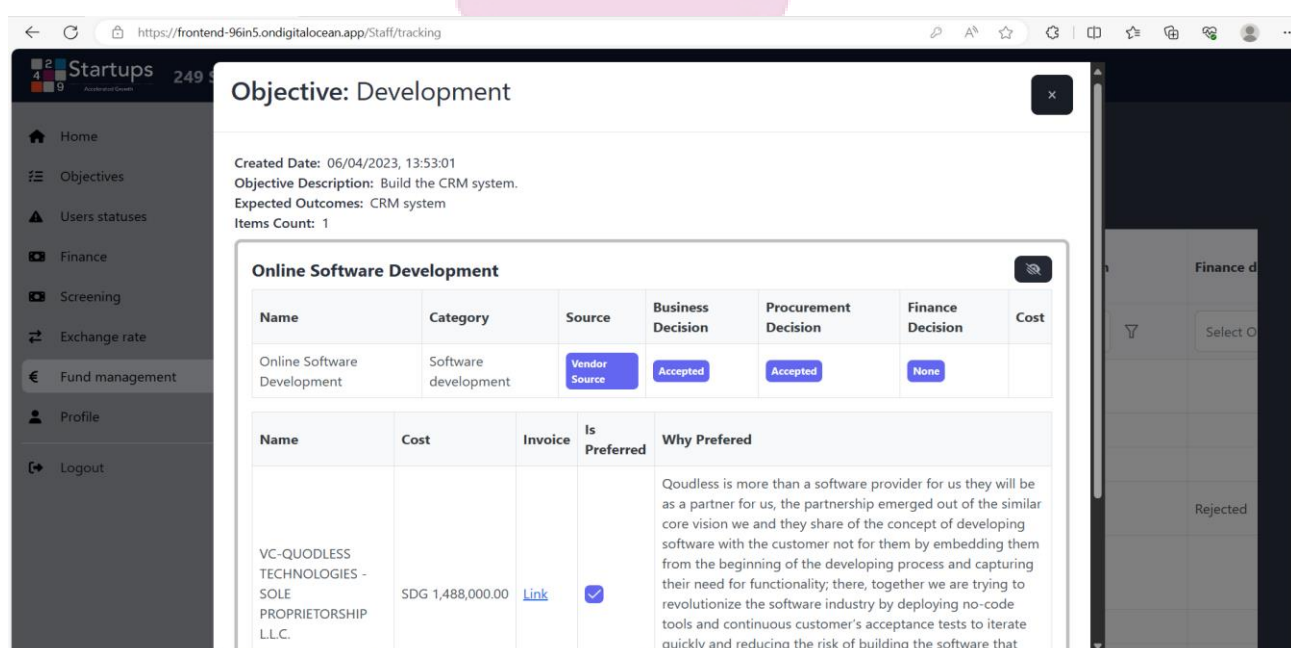 https://frontend-96in5.ondigitalocean.app/Staff/tracking
2
4
9
Startups
Accelerated Growth
249 S
Home
Objectives
Users statuses
Finance
Screening
Exchange rate
Fund management
Profile
Logout
Objective: Development
×
Created Date: 06/04/2023, 13:53:01
Objective Description: Build the CRM system.
Expected Outcomes: CRM system
Items Count: 1
Online Software Development
Name Category Source Business Decision Procurement Decision Finance Decision Cost
Online Software Development Software development Vendor Source Accepted Accepted None
Name Cost Invoice Is Preferred Why Prefered
VC-QUODLESS
TECHNOLOGIES -
SOLE
PROPRIETORSHIP
L.L.C.
SDG 1,488,000.00 Link
Qoudless is more than a software provider for us they will be
as a partner for us, the partnership emerged out of the similar
core vision we and they share of the concept of developing
software with the customer not for them by embedding them
from the beginning of the developing process and capturing
their need for functionality; there, together we are trying to
revolutionize the software industry by deploying no-code
tools and continuous customer's acceptance tests to iterate
quickly and reducing the risk of building the software that
Finance d
Select O
Rejected